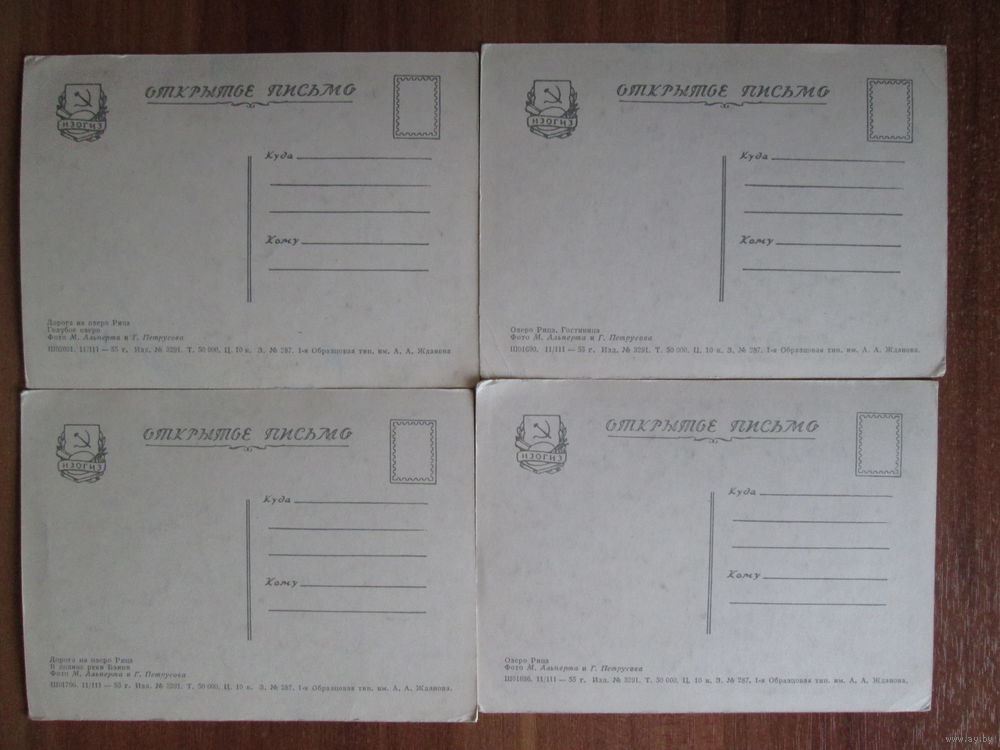 ОТКРЫТОЕ ПИСЬМО
ИЗОГИЗ
Куда
Кому
Дорога на озеро Рица
Голубое озеро
Фото М. Альперта и Г. Петрусова
11/III — 55 г. Изд. № 3291. Т. 50 000. Ц. 10 к. З. № 287. 1-я Образцовая тип. им. А. А. Жданова.
ОТКРЫТОЕ ПИСЬМО
ИЗОГИЗ
Куда
Кому
Озеро Рица. Гостиница
Фото М. Альперта и Г. Петрусова
11/III — 55 г. Изд. № 3291. Т. 50 000. Ц. 10 к. З. № 287. 1-я Образцовая тип. им. А. А. Жданова.
ОТКРЫТОЕ ПИСЬМО
ИЗОГИЗ
Куда
Кому
Дорога на озеро Рица
В долине реки Бзыби
Фото М. Альперта и Г. Петрусова
11/III — 55 г. Изд. № 3291. Т. 50 000. Ц. 10 к. З. № 287. 1-я Образцовая тип. им. А. А. Жданова.
ОТКРЫТОЕ ПИСЬМО
ИЗОГИЗ
Куда
Кому
Озеро Рица
Фото М. Альперта и Г. Петрусова
11/III — 55 г. Изд. № 3291. Т. 50 000. Ц. 10 к. З. № 287. 1-я Образцовая тип. им. А. А. Жданова.
www.ay.by